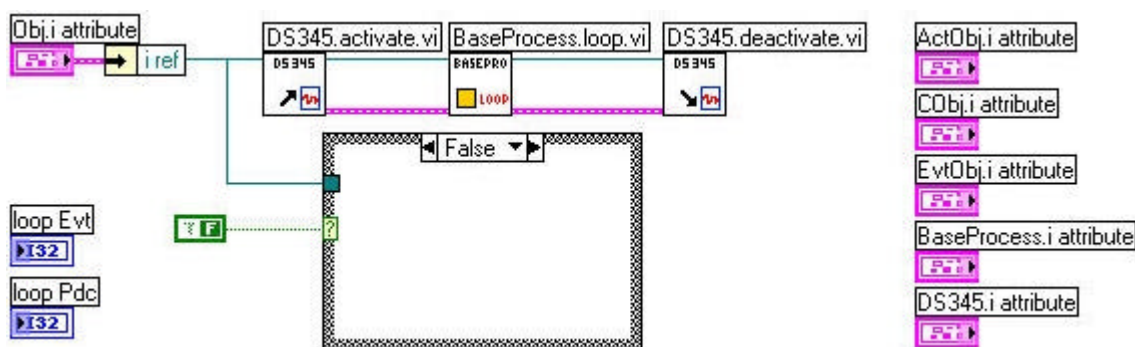 Obj.i attribute
i ref
DS345.activate.vi
BaseProcess.loop.vi
DS345.deactivate.vi
DS345
BASEPRO
LOOP
DS345
False
?
F
loop Evt
I32
loop Pdc
I32
ActObj.i attribute
CObj.i attribute
EvtObj.i attribute
BaseProcess.i attribute
DS345.i attribute